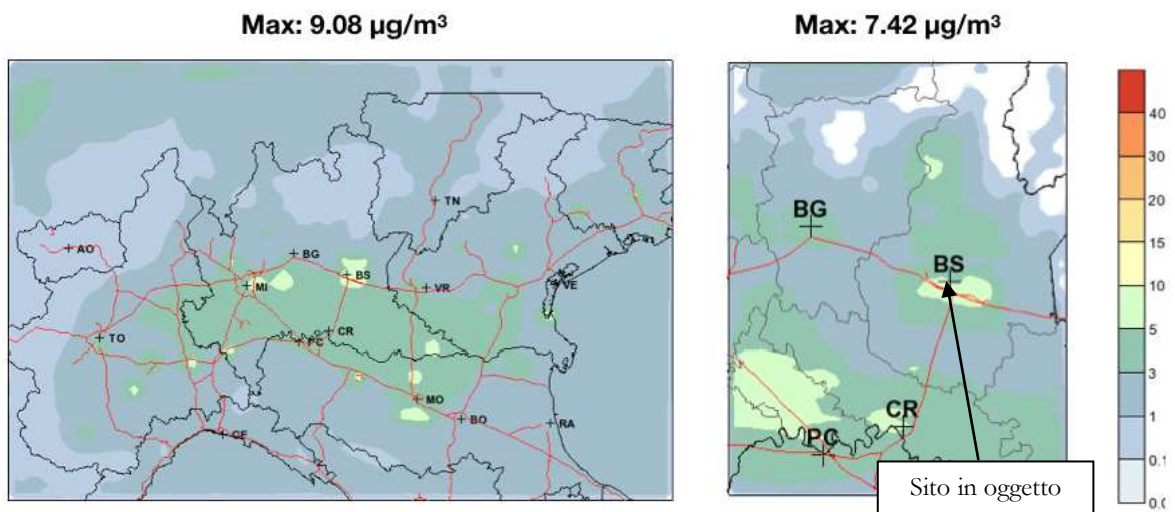 Max: 9.08 µg/m³
Max: 7.42 µg/m³
AO
TN
BG
BS
MI
VR
VE
TO
CR
PC
MO
BO
RA
GE
BG
BS
CR
PC
Sito in oggetto
40
30
20
15
10
5
3
1
0.1
0.0